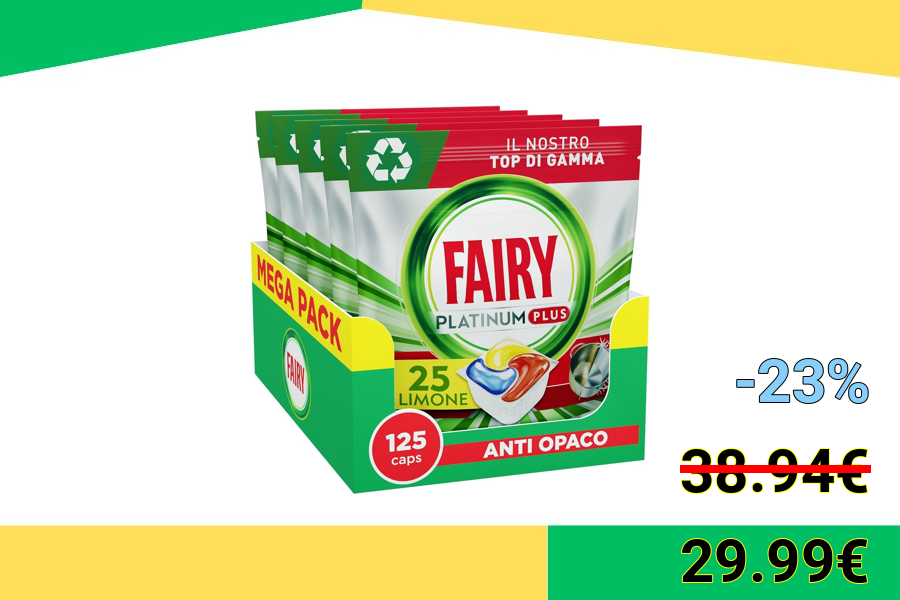 IL NOSTRO
TOP DI GAMMA
FAIRY
PLATINUM PLUS
MEGA PACK
FAIRY
25
LIMONE
125
caps
ANTI OPACO
-23%
38.94€
29.99€